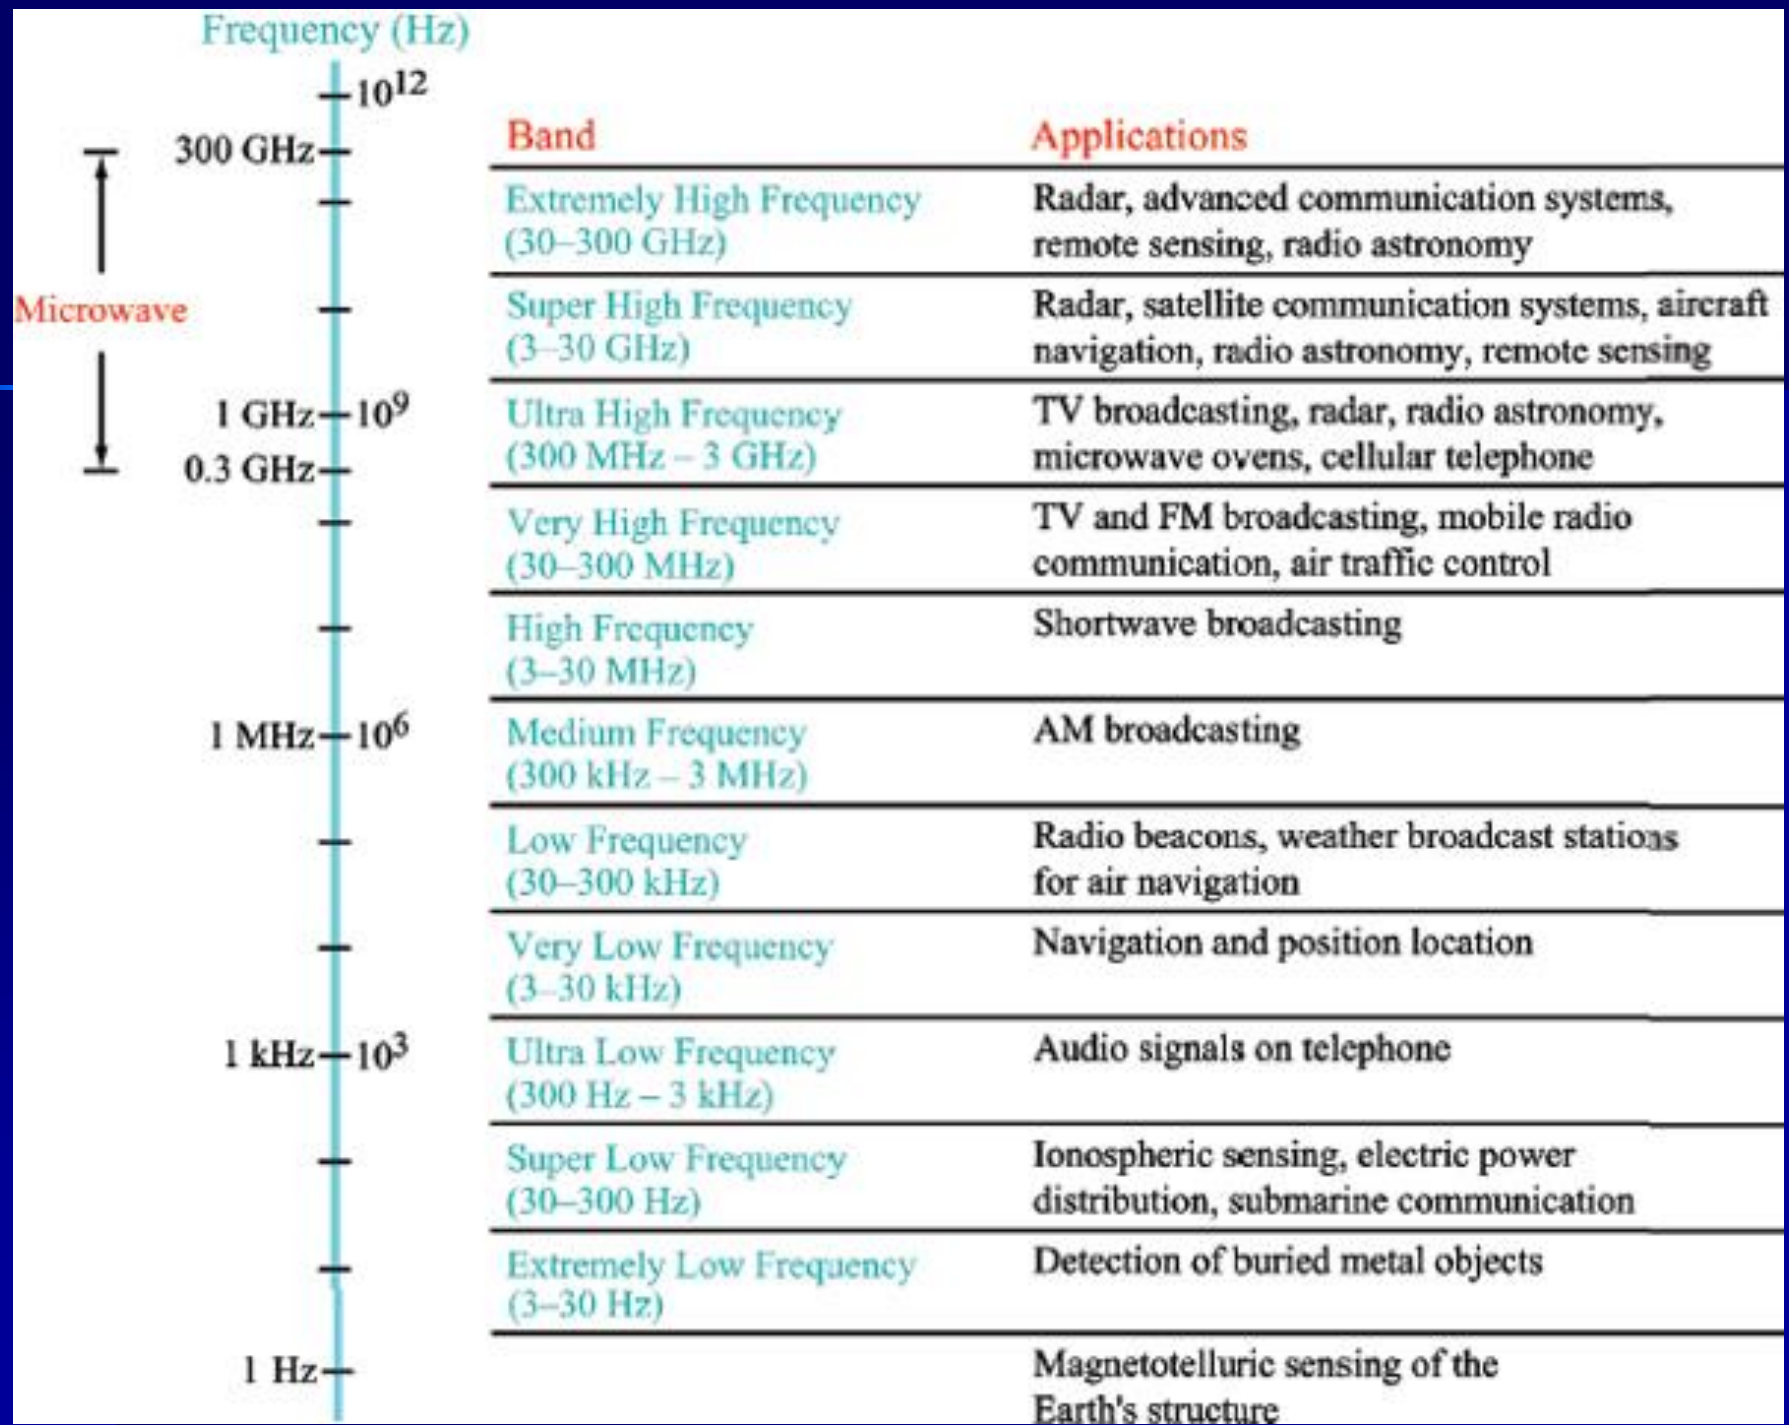 Frequency (Hz)
10¹²
300 GHz
Microwave
1 GHz 10⁹
0.3 GHz
1 MHz 10⁶
1 kHz 10³
1 Hz
Band Applications
Extremely High Frequency
(30–300 GHz)
Radar, advanced communication systems,
remote sensing, radio astronomy
Super High Frequency
(3–30 GHz)
Radar, satellite communication systems, aircraft
navigation, radio astronomy, remote sensing
Ultra High Frequency
(300 MHz – 3 GHz)
TV broadcasting, radar, radio astronomy,
microwave ovens, cellular telephone
Very High Frequency
(30–300 MHz)
TV and FM broadcasting, mobile radio
communication, air traffic control
High Frequency
(3–30 MHz)
Shortwave broadcasting
Medium Frequency
(300 kHz – 3 MHz)
AM broadcasting
Low Frequency
(30–300 kHz)
Radio beacons, weather broadcast stations
for air navigation
Very Low Frequency
(3–30 kHz)
Navigation and position location
Ultra Low Frequency
(300 Hz – 3 kHz)
Audio signals on telephone
Super Low Frequency
(30–300 Hz)
Ionospheric sensing, electric power
distribution, submarine communication
Extremely Low Frequency
(3–30 Hz)
Detection of buried metal objects
Magnetotelluric sensing of the
Earth's structure